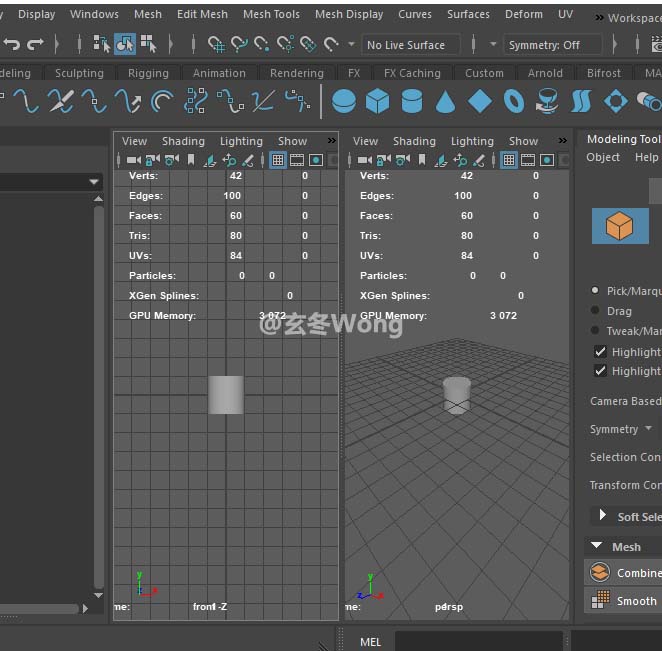 Display Windows Mesh Edit Mesh Mesh Tools Mesh Display Curves Surfaces Deform UV » Workspace
No Live Surface Symmetry: Off
deling Sculpting Rigging Animation Rendering FX FX Caching Custom Arnold Bifrost MA
View Shading Lighting Show »
Verts: 42 0
Edges: 100 0
Faces: 60 0
Tris: 80 0
UVs: 84 0
Particles: 0 0
XGen Splines: 0
GPU Memory: 3 072
y
z x
me: front -Z
View Shading Lighting Show »
Verts: 42 0
Edges: 100 0
Faces: 60 0
Tris: 80 0
UVs: 84 0
Particles: 0 0
XGen Splines: 0
GPU Memory: 3 072
@玄冬Wong
y
z x
me: persp
Modeling Tool
Object Help
Pick/Marqu
Drag
Tweak/Mar
Highlight
Highlight
Camera Based
Symmetry
Selection Con
Transform Con
Soft Sele
Mesh
Combine
Smooth
MEL